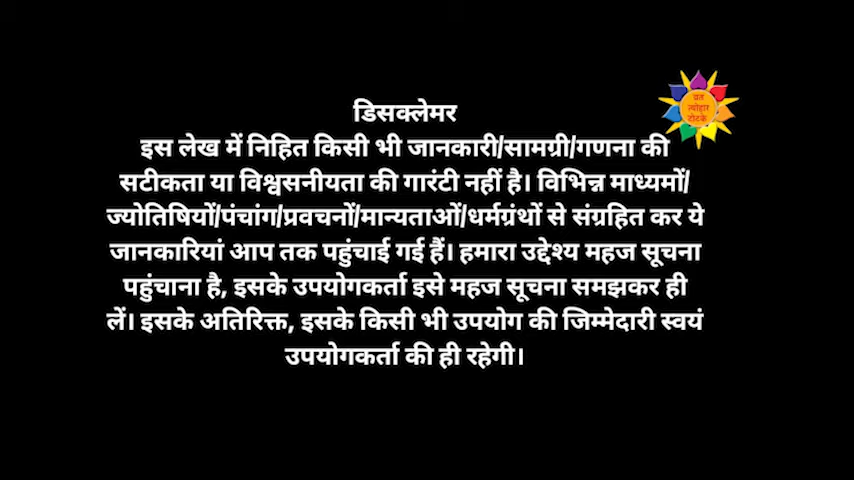 डिसक्लेमर
इस लेख में निहित किसी भी जानकारी/सामग्री/गणना की
सटीकता या विश्वसनीयता की गारंटी नहीं है। विभिन्न माध्यमों/
ज्योतिषियों/पंचांग/प्रवचनों/मान्यताओं/धर्मग्रंथों से संग्रहित कर ये
जानकारियां आप तक पहुंचाई गई हैं। हमारा उद्देश्य महज सूचना
पहुंचाना है, इसके उपयोगकर्ता इसे महज सूचना समझकर ही
लें। इसके अतिरिक्त, इसके किसी भी उपयोग की जिम्मेदारी स्वयं
उपयोगकर्ता की ही रहेगी।
व्रत
त्योहार
टोटके